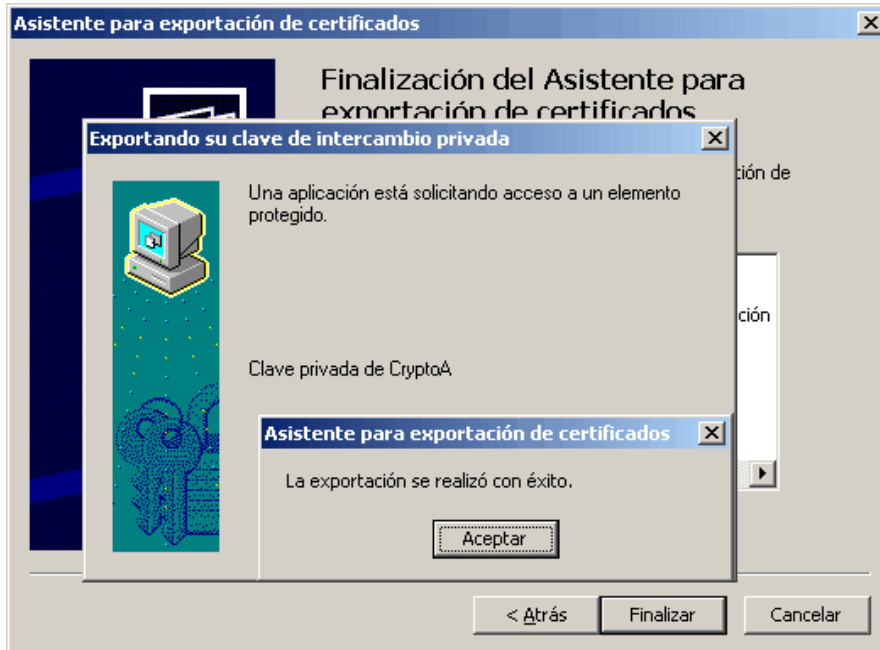 Asistente para exportación de certificados
Finalización del Asistente para
exportación de certificados
Exportando su clave de intercambio privada
ción de
Una aplicación está solicitando acceso a un elemento
protegido.
ción
Clave privada de CryptoA
Asistente para exportación de certificados
La exportación se realizó con éxito.
Aceptar
< Atrás
Finalizar
Cancelar